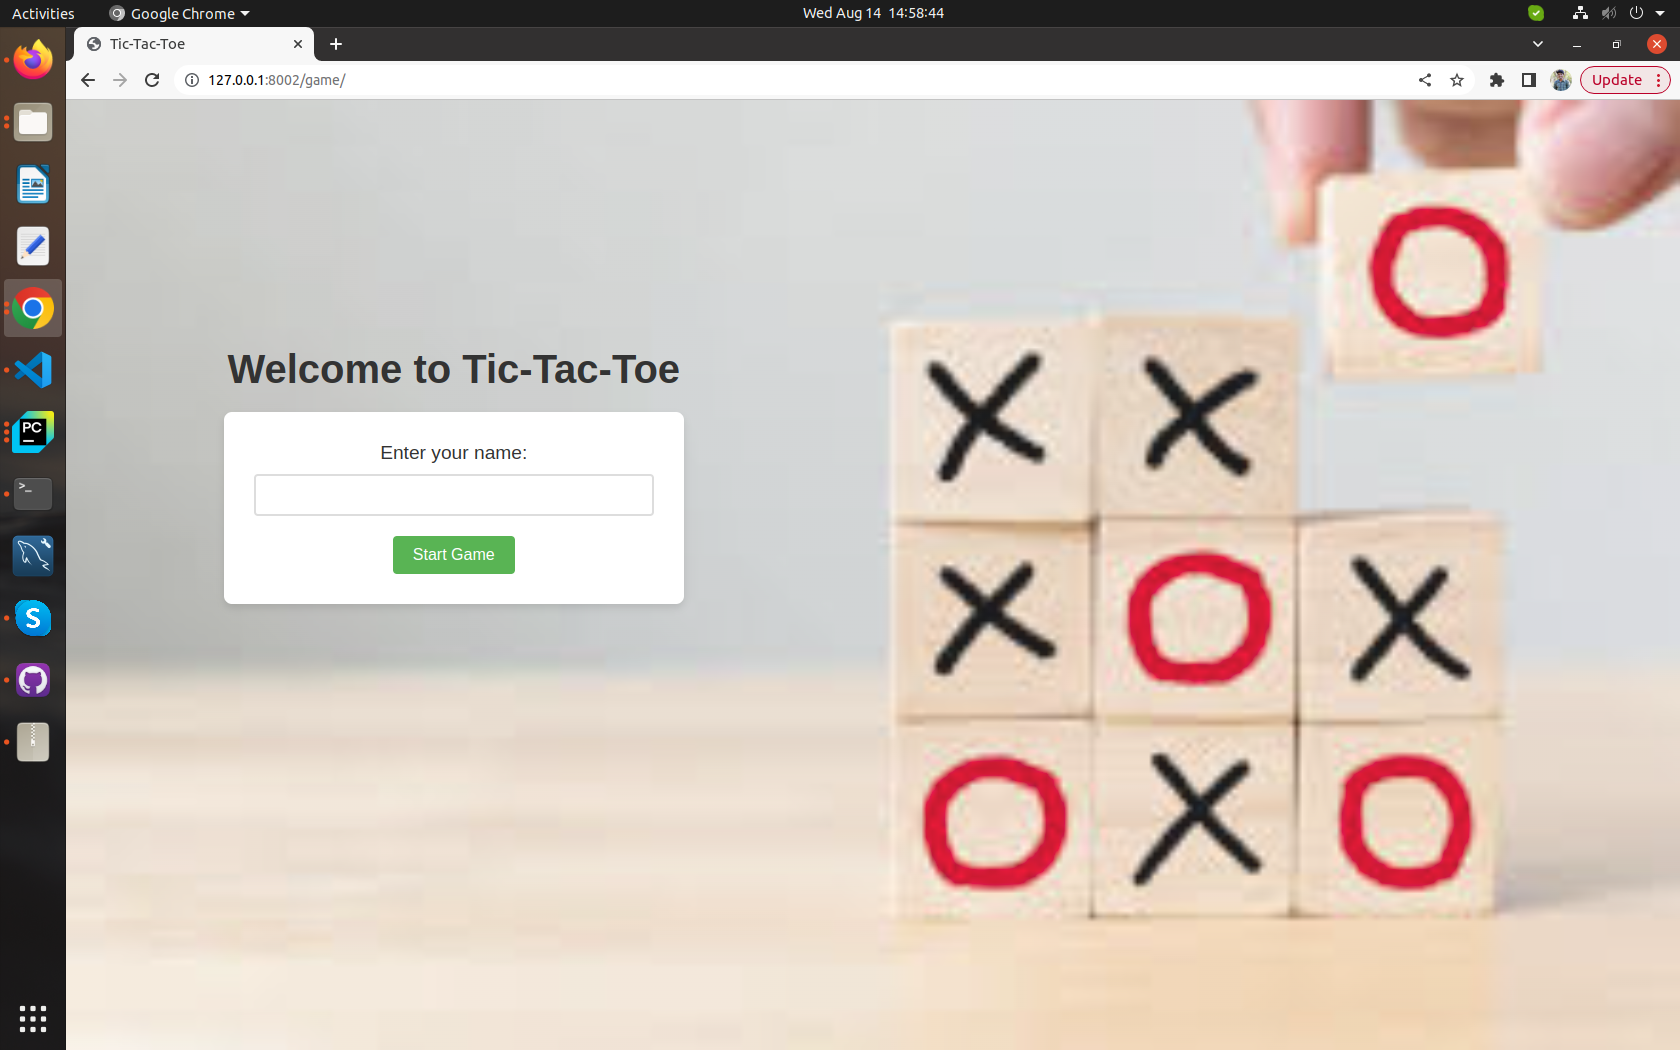 Activities
Google Chrome
Wed Aug 14 14:58:44
Tic-Tac-Toe
127.0.0.1:8002/game/
Update
Welcome to Tic-Tac-Toe
Enter your name:
Start Game
X X O
X O X
O X O
PC
>_
S